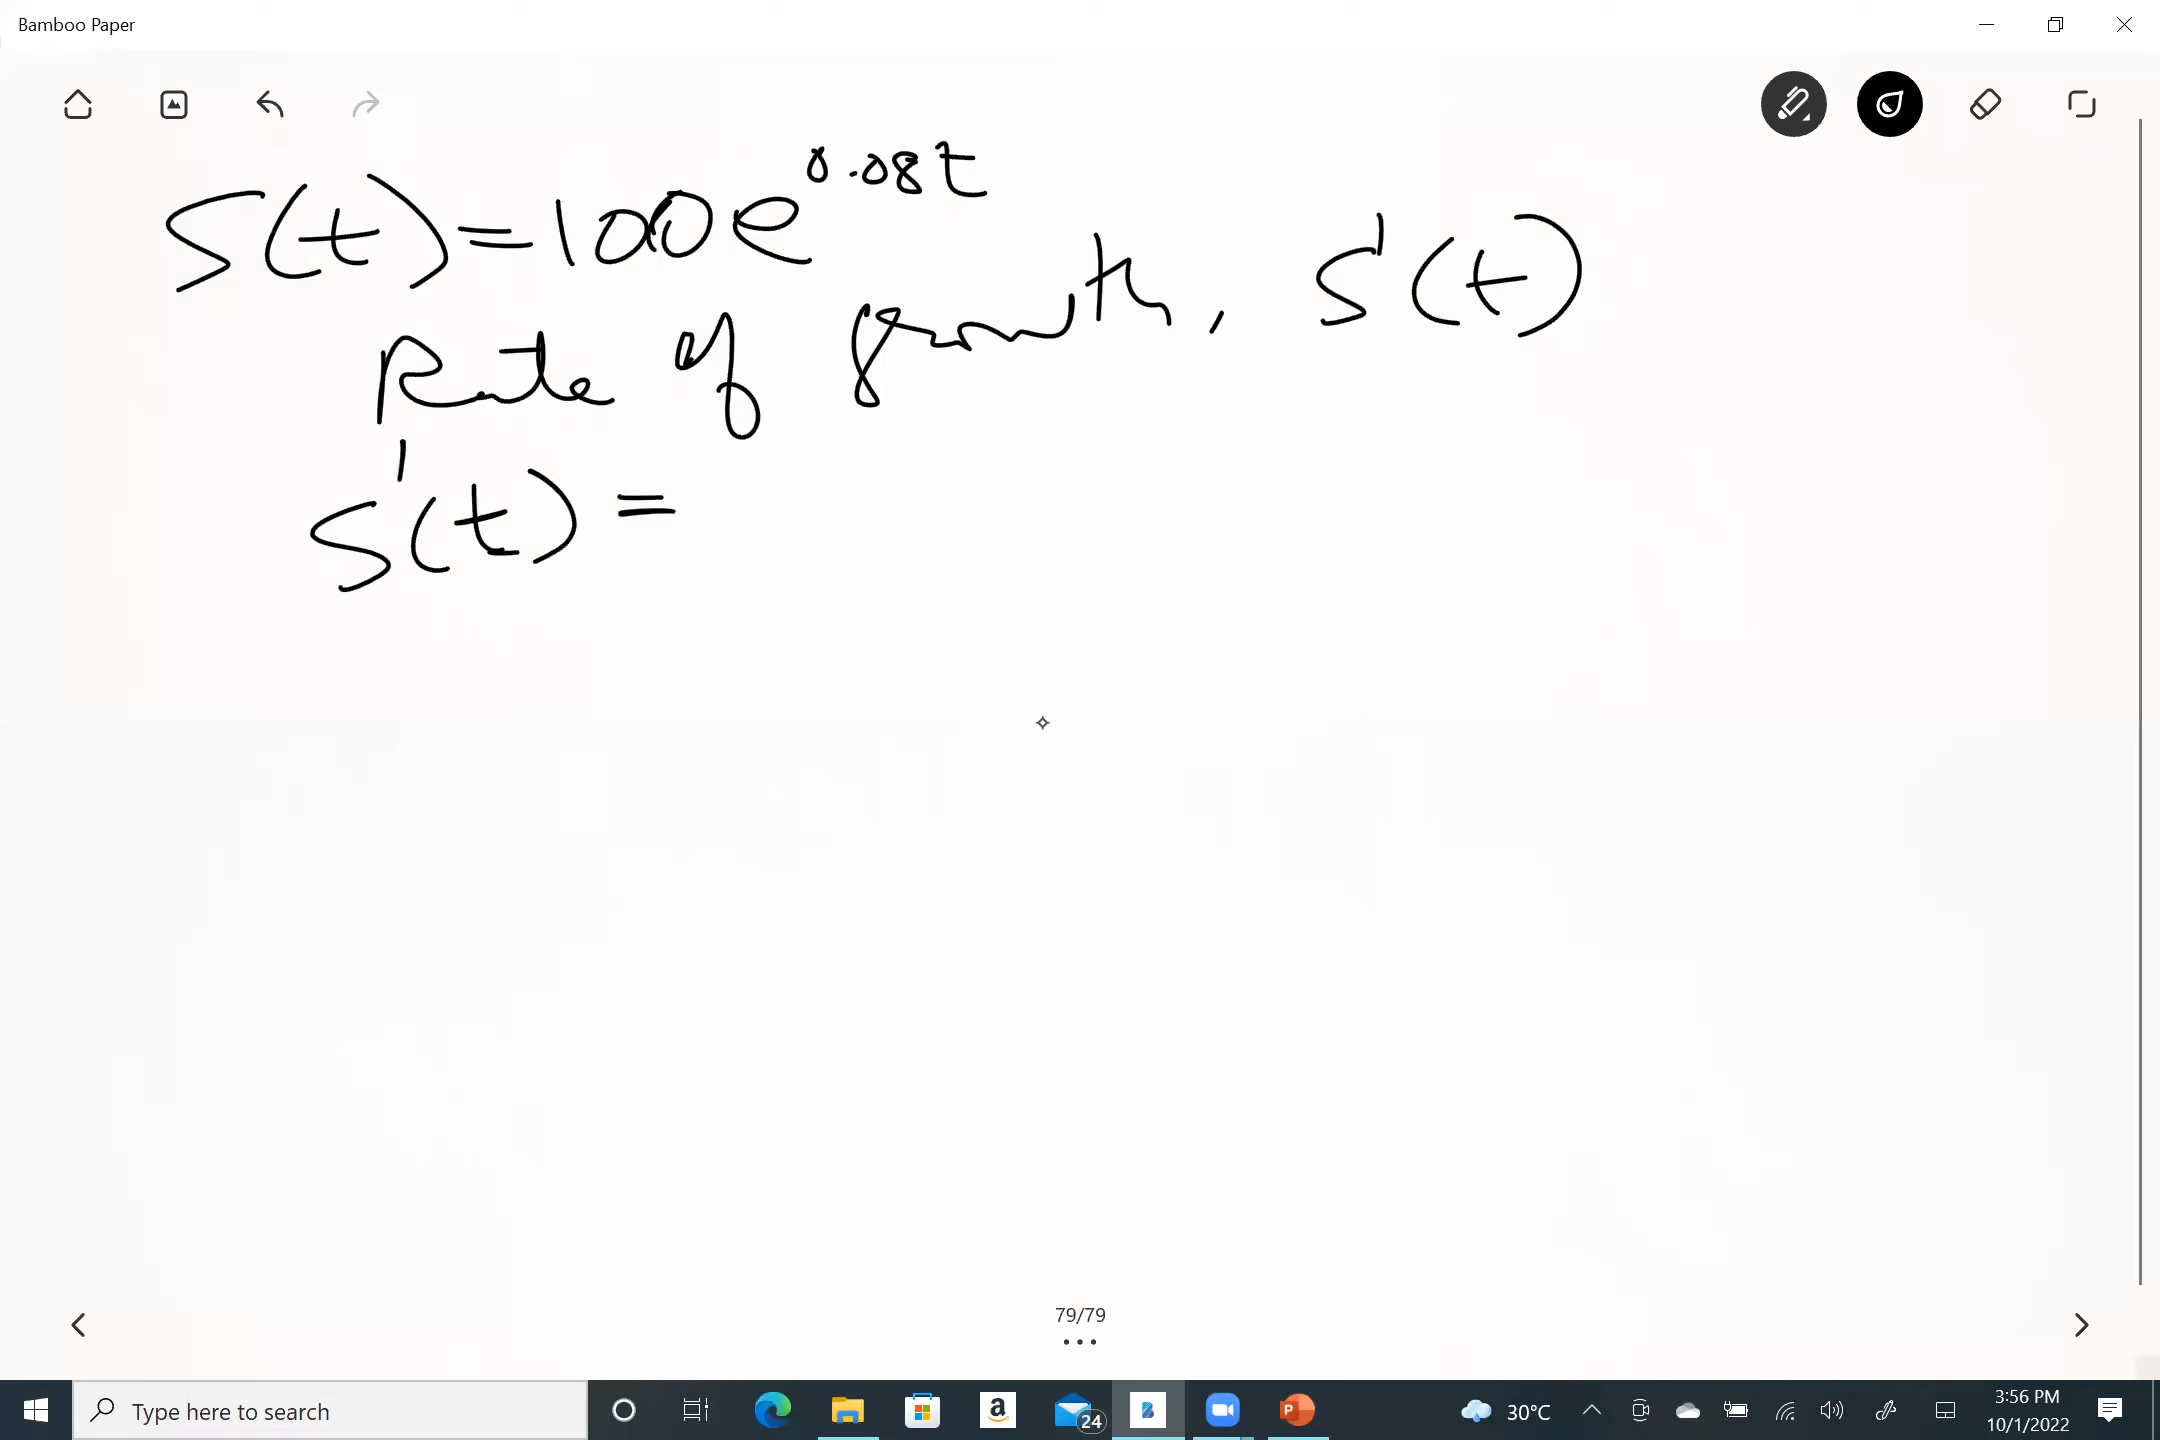 Bamboo Paper
S(t)=100e^0.08t
Rate of growth, S'(t)
S'(t) =
79/79
Type here to search
24
30°C
3:56 PM
10/1/2022